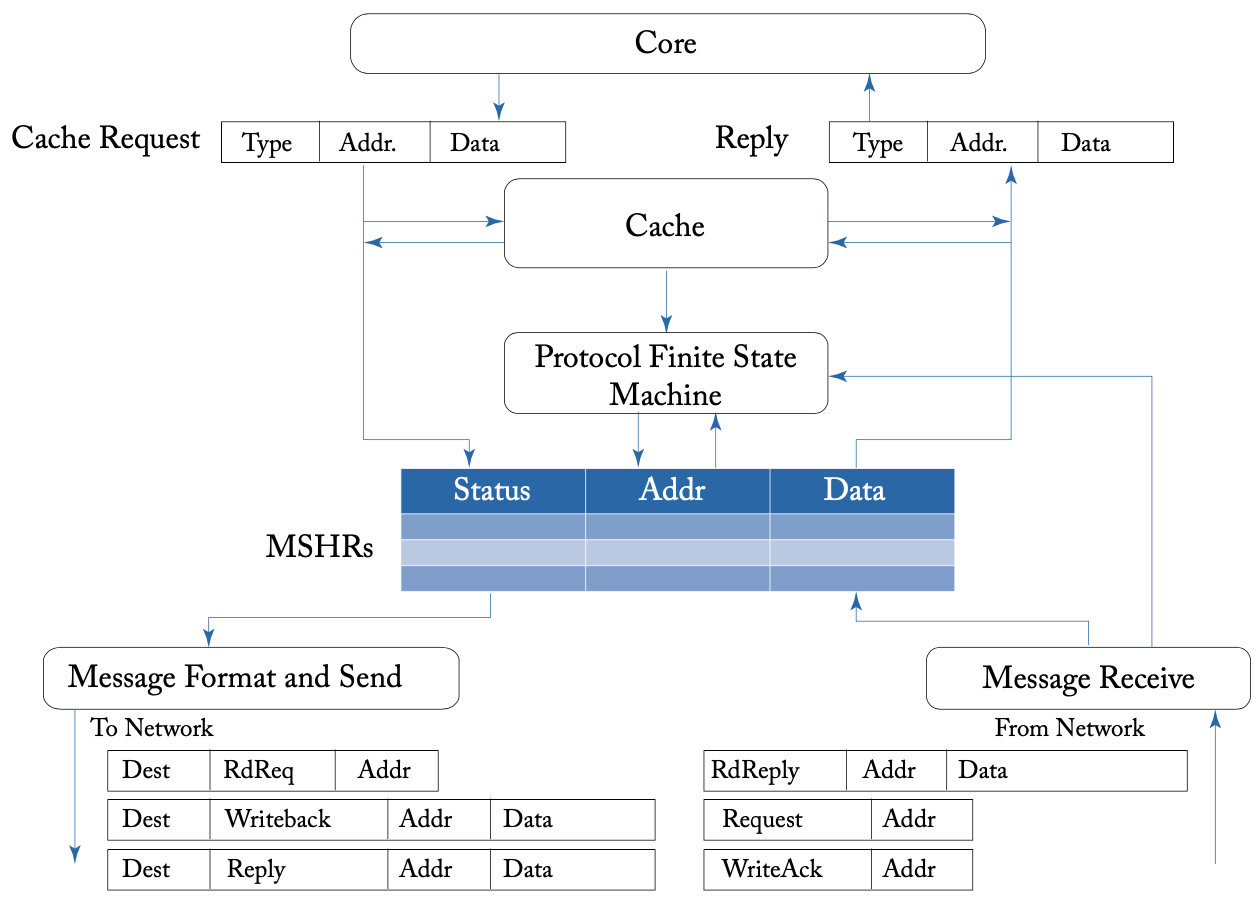 Core
Cache Request
Type Addr. Data
Reply
Type Addr. Data
Cache
Protocol Finite State
Machine
Status Addr Data
MSHRs
Message Format and Send
Message Receive
To Network
From Network
Dest RdReq Addr
RdReply Addr Data
Dest Writeback Addr Data
Request Addr
Dest Reply Addr Data
WriteAck Addr